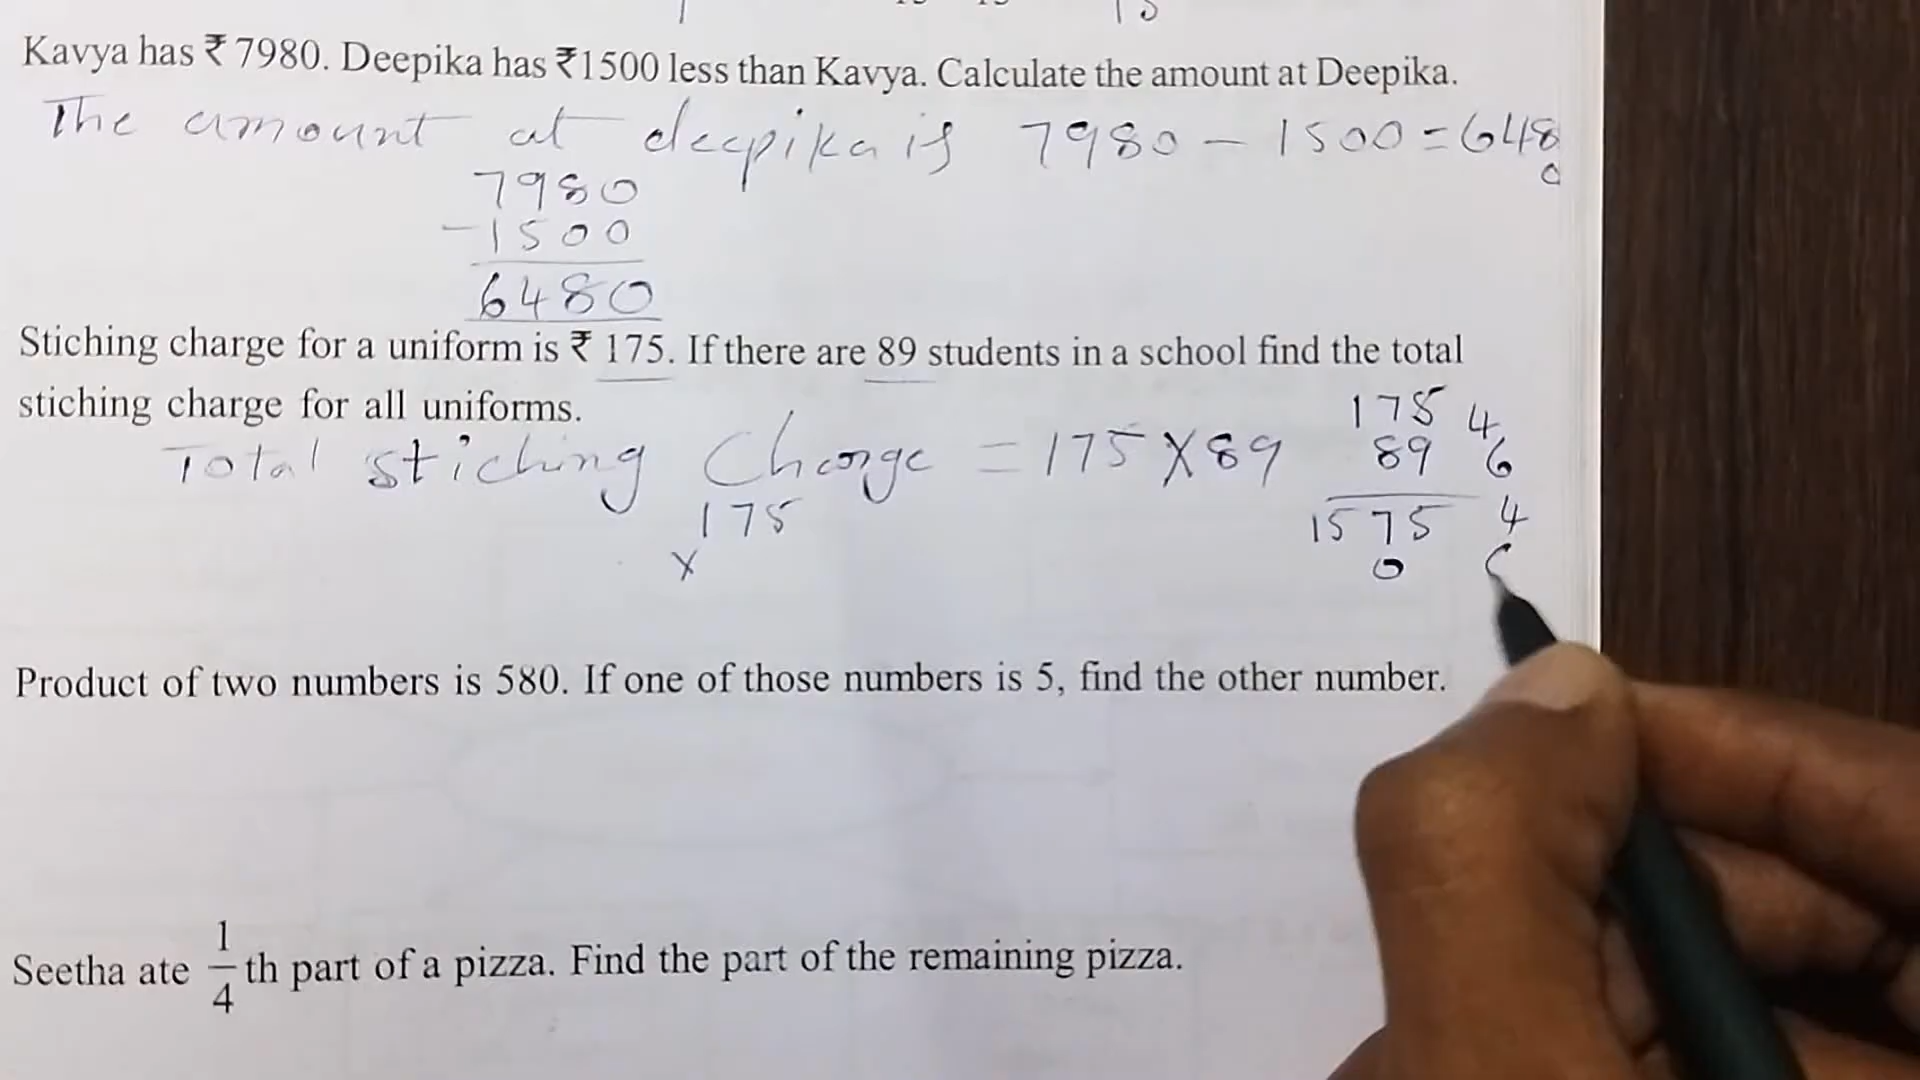 Kavya has ₹ 7980. Deepika has ₹1500 less than Kavya. Calculate the amount at Deepika.
The amount at deepika is 7980 - 1500 = 6480
7980
-1500
6480
Stiching charge for a uniform is ₹ 175. If there are 89 students in a school find the total
stiching charge for all uniforms.
Total stiching Charge = 175 X 89
175
X
175 4
89 6
1575 4
0
Product of two numbers is 580. If one of those numbers is 5, find the other number.
Seetha ate 1/4 th part of a pizza. Find the part of the remaining pizza.